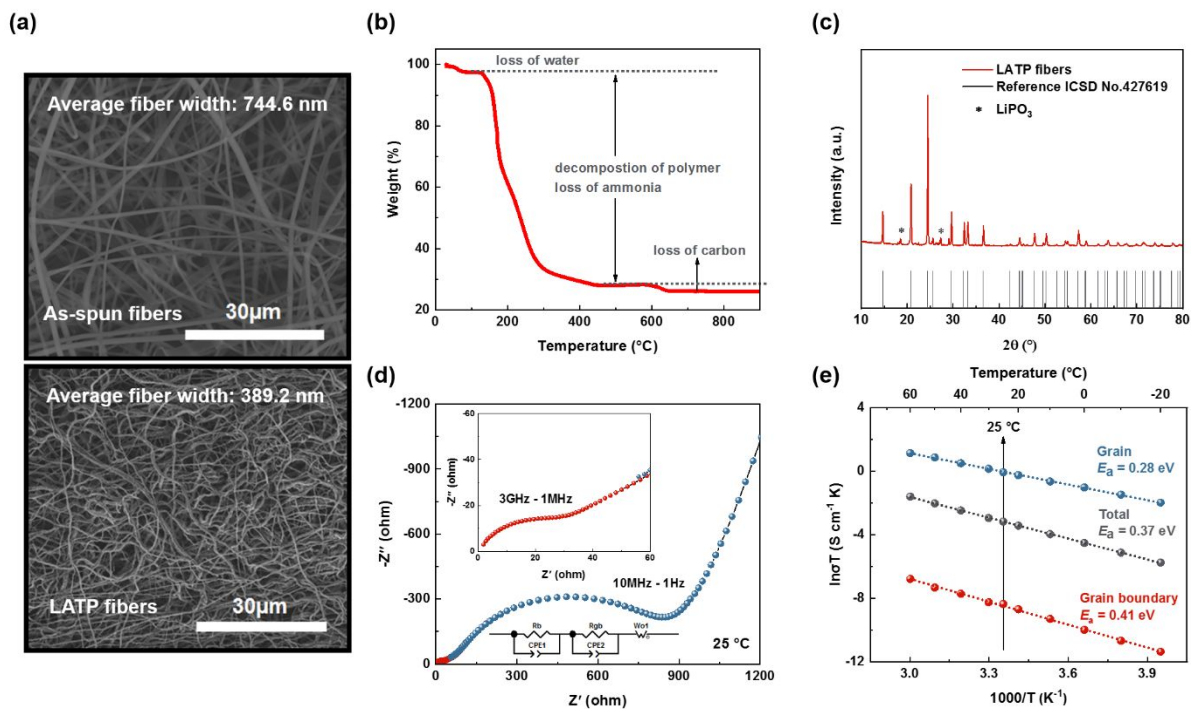 (a)
Average fiber width: 744.6 nm
As-spun fibers
30μm
Average fiber width: 389.2 nm
LATP fibers
30μm
(b)
Weight (%)
100
80
60
40
20
loss of water
decompostion of polymer
loss of ammonia
loss of carbon
0 200 400 600 800
Temperature (°C)
(c)
Intensity (a.u.)
LATP fibers
Reference ICSD No.427619
* LiPO₃
*
*
10 20 30 40 50 60 70 80
2θ (°)
(d)
-Z′′ (ohm)
-1200
-900
-600
-300
0
-Z′′ (ohm)
-60
-40
-20
0
3GHz - 1MHz
0 20 40 60
Z′ (ohm)
10MHz - 1Hz
Rb Rgb Wo1
CPE1 CPE2
25 °C
0 300 600 900 1200
Z′ (ohm)
(e)
Temperature (°C)
60 40 20 0 -20
lnσT (S cm⁻¹ K)
4
0
-4
-8
-12
25 °C
Grain
Eₐ = 0.28 eV
Total
Eₐ = 0.37 eV
Grain boundary
Eₐ = 0.41 eV
3.0 3.3 3.6 3.9
1000/T (K⁻¹)